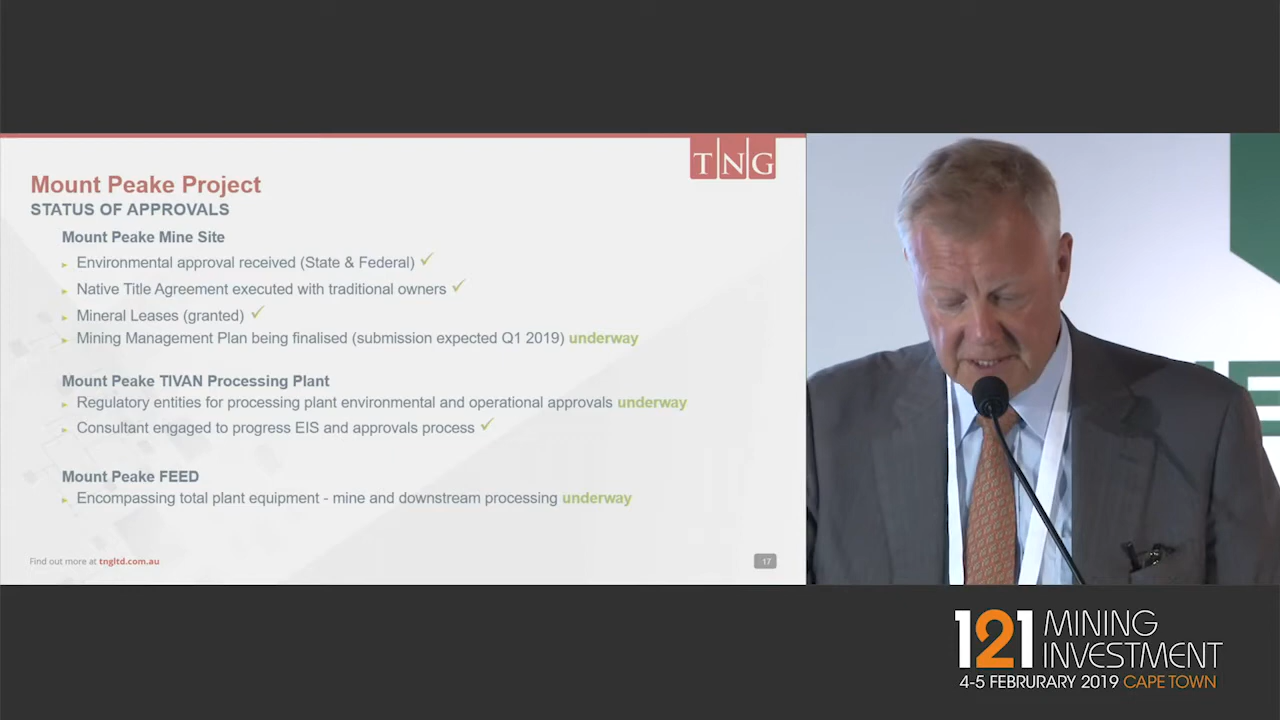 TNG
Mount Peake Project
STATUS OF APPROVALS
Mount Peake Mine Site
Environmental approval received (State & Federal) ✓
Native Title Agreement executed with traditional owners ✓
Mineral Leases (granted) ✓
Mining Management Plan being finalised (submission expected Q1 2019) underway
Mount Peake TIVAN Processing Plant
Regulatory entities for processing plant environmental and operational approvals underway
Consultant engaged to progress EIS and approvals process ✓
Mount Peake FEED
Encompassing total plant equipment - mine and downstream processing underway
Find out more at tngltd.com.au
17
121 MINING
INVESTMENT
4-5 FEBRURARY 2019 CAPE TOWN